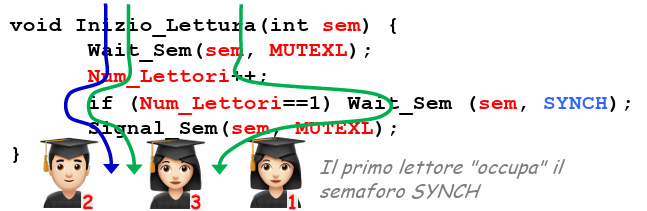 void Inizio_Lettura(int sem) {
Wait_Sem(sem, MUTEXL);
Num_Lettori++;
if (Num_Lettori==1) Wait_Sem (sem, SYNCH);
Signal_Sem(sem, MUTEXL);
}
2
3
1
Il primo lettore "occupa" il
semaforo SYNCH